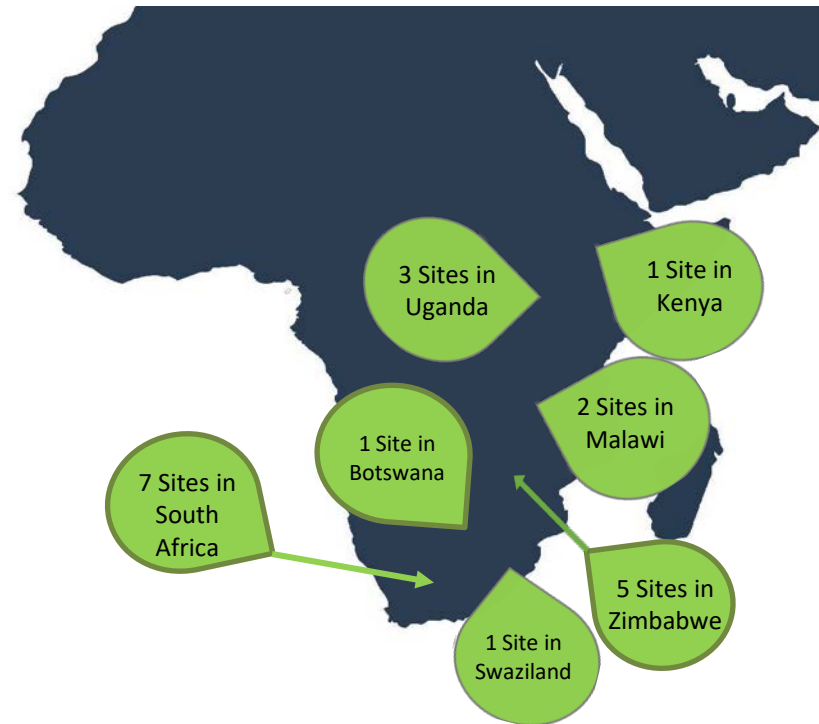 3 Sites in
Uganda
1 Site in
Kenya
2 Sites in
Malawi
1 Site in
Botswana
7 Sites in
South
Africa
5 Sites in
Zimbabwe
1 Site in
Swaziland